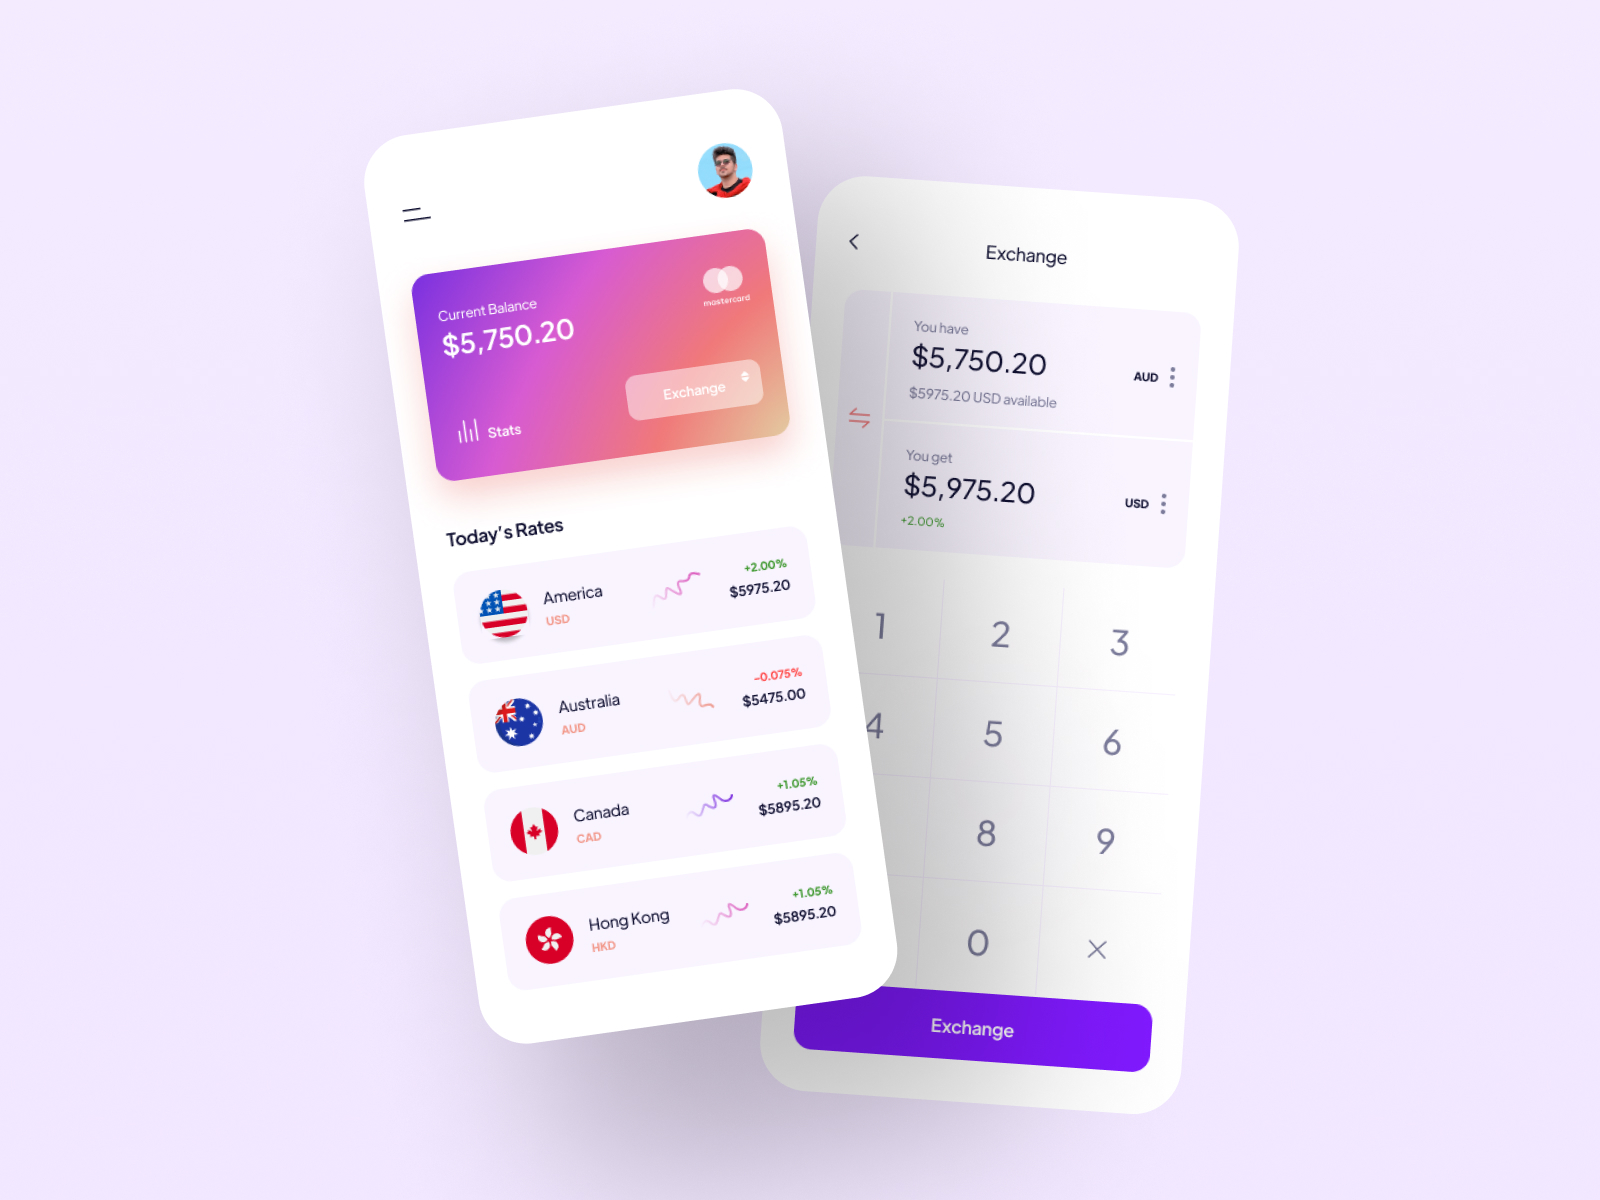 Current Balance
$5,750.20
mastercard
Exchange
Stats
Today's Rates
America
USD
+2.00%
$5975.20
Australia
AUD
-0.075%
$5475.00
Canada
CAD
+1.05%
$5895.20
Hong Kong
HKD
+1.05%
$5895.20
Exchange
You have
$5,750.20
AUD
$5975.20 USD available
You get
$5,975.20
USD
+2.00%
1 2 3
4 5 6
8 9
0
Exchange